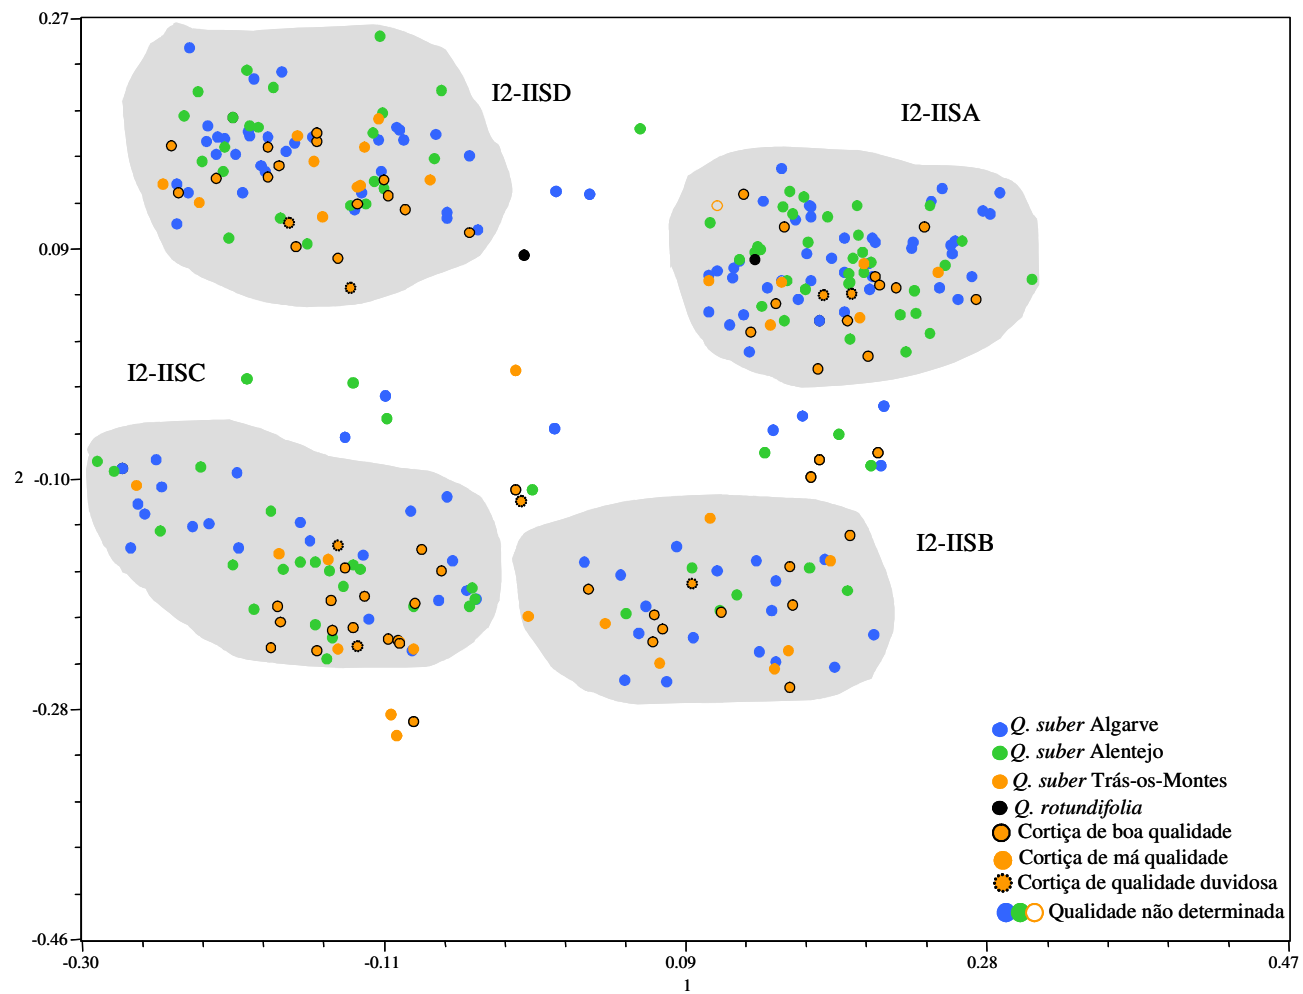 0.27
I2-IISD
I2-IISA
0.09
I2-IISC
2
-0.10
I2-IISB
-0.28
Q. suber Algarve
Q. suber Alentejo
Q. suber Trás-os-Montes
Q. rotundifolia
Cortiça de boa qualidade
Cortiça de má qualidade
Cortiça de qualidade duvidosa
Qualidade não determinada
-0.46
-0.30 -0.11 0.09 0.28 0.47
1